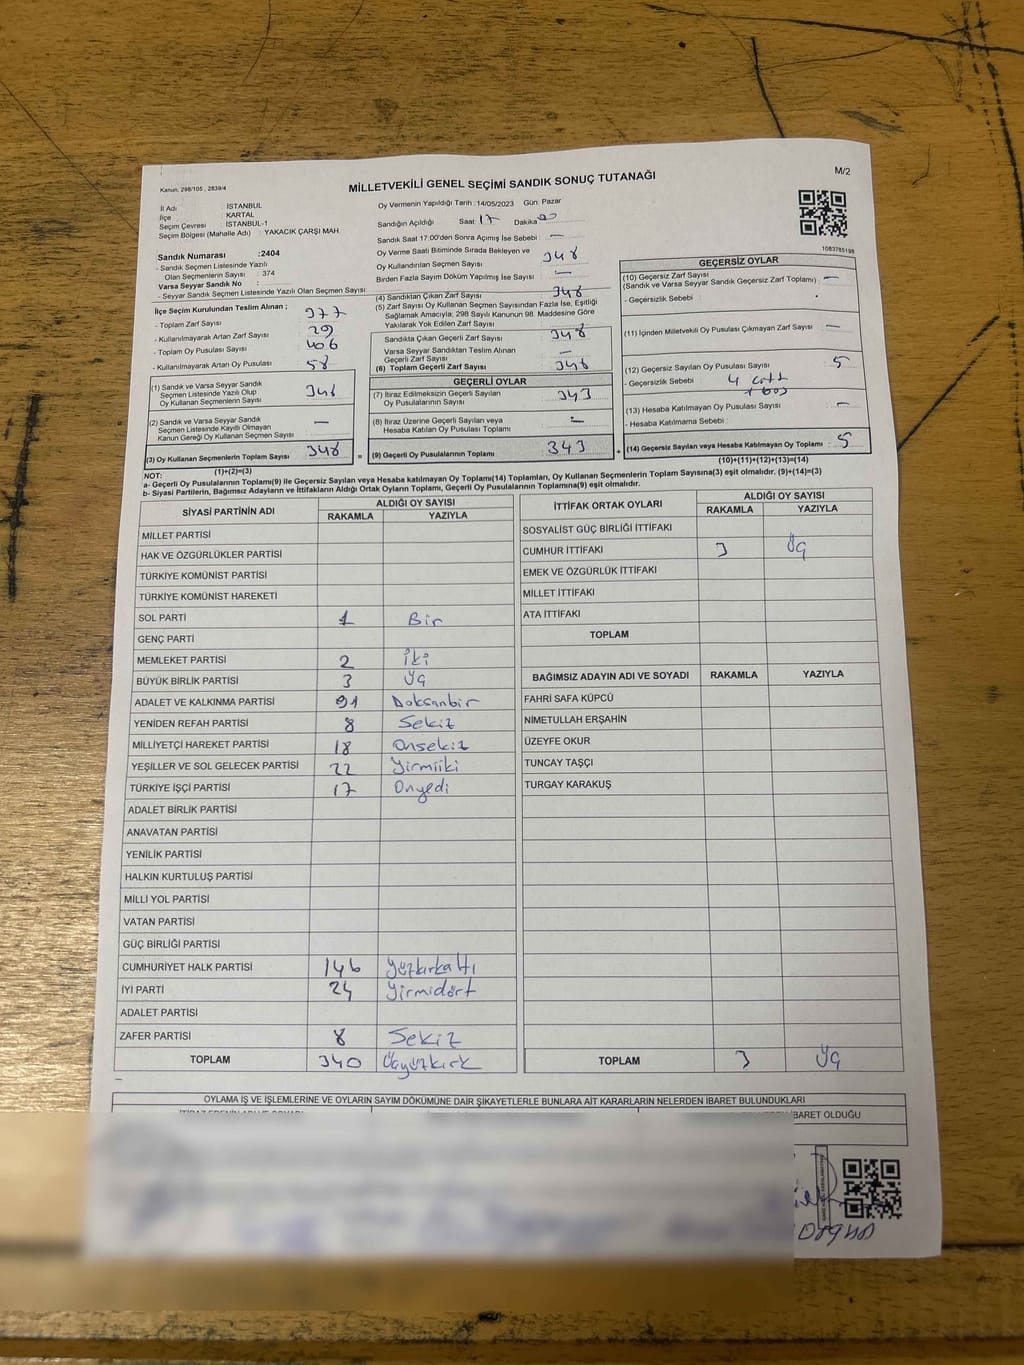 Kanun: 298/105 , 2839/4
MİLLETVEKİLİ GENEL SEÇİMİ SANDIK SONUÇ TUTANAĞI
M/2
İl Adı : İSTANBUL
İlçe : KARTAL
Seçim Çevresi : İSTANBUL-1
Seçim Bölgesi (Mahalle Adı) : YAKACIK ÇARŞI MAH.
Sandık Numarası :2404
- Sandık Seçmen Listesinde Yazılı
Olan Seçmenlerin Sayısı : 374
Varsa Seyyar Sandık No :
- Seyyar Sandık Seçmen Listesinde Yazılı Olan Seçmen Sayısı:
İlçe Seçim Kurulundan Teslim Alınan ;
- Toplam Zarf Sayısı 377
- Kullanılmayarak Artan Zarf Sayısı 29
- Toplam Oy Pusulası Sayısı 406
- Kullanılmayarak Artan Oy Pusulası 58
(1) Sandık ve Varsa Seyyar Sandık
Seçmen Listesinde Yazılı Olup
Oy Kullanan Seçmenlerin Sayısı 348
(2) Sandık ve Varsa Seyyar Sandık
Seçmen Listesinde Kayıtlı Olmayan
Kanun Gereği Oy Kullanan Seçmen Sayısı —
(3) Oy Kullanan Seçmenlerin Toplam Sayısı 348
(1)+(2)=(3)
Oy Vermenin Yapıldığı Tarih :14/05/2023 Gün: Pazar
Sandığın Açıldığı Saat: 17 Dakika 20
Sandık Saat 17:00'den Sonra Açılmış İse Sebebi : —
Oy Verme Saati Bitiminde Sırada Bekleyen ve
Oy Kullandırılan Seçmen Sayısı 348
Birden Fazla Sayım Döküm Yapılmış İse Sayısı —
(4) Sandıktan Çıkan Zarf Sayısı 348
(5) Zarf Sayısı Oy Kullanan Seçmen Sayısından Fazla İse, Eşitliği
Sağlamak Amacıyla; 298 Sayılı Kanunun 98. Maddesine Göre
Yakılarak Yok Edilen Zarf Sayısı
Sandıkta Çıkan Geçerli Zarf Sayısı 348
Varsa Seyyar Sandıktan Teslim Alınan
Geçerli Zarf Sayısı —
(6) Toplam Geçerli Zarf Sayısı 348
GEÇERLİ OYLAR
(7) İtiraz Edilmeksizin Geçerli Sayılan
Oy Pusulalarının Sayısı 343
(8) İtiraz Üzerine Geçerli Sayılan veya
Hesaba Katılan Oy Pusulası Toplamı —
= (9) Geçerli Oy Pusulalarının Toplamı 343
1083785198
GEÇERSİZ OYLAR
(10) Geçersiz Zarf Sayısı
(Sandık ve Varsa Seyyar Sandık Geçersiz Zarf Toplamı) —
- Geçersizlik Sebebi :
(11) İçinden Milletvekili Oy Pusulası Çıkmayan Zarf Sayısı —
(12) Geçersiz Sayılan Oy Pusulası Sayısı 5
- Geçersizlik Sebebi : 4
(13) Hesaba Katılmayan Oy Pusulası Sayısı —
- Hesaba Katılmama Sebebi :
+ (14) Geçersiz Sayılan veya Hesaba Katılmayan Oy Toplamı : 5
(10)+(11)+(12)+(13)=(14)
NOT:
a- Geçerli Oy Pusulalarının Toplamı(9) ile Geçersiz Sayılan veya Hesaba katılmayan Oy Toplamı(14) Toplamları, Oy Kullanan Seçmenlerin Toplam Sayısına(3) eşit olmalıdır. (9)+(14)=(3)
b- Siyasi Partilerin, Bağımsız Adayların ve İttifakların Aldığı Ortak Oyların Toplamı, Geçerli Oy Pusulalarının Toplamına(9) eşit olmalıdır.
SİYASİ PARTİNİN ADI ALDIĞI OY SAYISI
RAKAMLA YAZIYLA
MİLLET PARTİSİ
HAK VE ÖZGÜRLÜKLER PARTİSİ
TÜRKİYE KOMÜNİST PARTİSİ
TÜRKİYE KOMÜNİST HAREKETİ
SOL PARTİ 1 Bir
GENÇ PARTİ
MEMLEKET PARTİSİ 2 İki
BÜYÜK BİRLİK PARTİSİ 3 Üç
ADALET VE KALKINMA PARTİSİ 91 Doksanbir
YENİDEN REFAH PARTİSİ 8 Sekiz
MİLLİYETÇİ HAREKET PARTİSİ 18 Onsekiz
YEŞİLLER VE SOL GELECEK PARTİSİ 22 Yirmiiki
TÜRKİYE İŞÇİ PARTİSİ 17 Onyedi
ADALET BİRLİK PARTİSİ
ANAVATAN PARTİSİ
YENİLİK PARTİSİ
HALKIN KURTULUŞ PARTİSİ
MİLLİ YOL PARTİSİ
VATAN PARTİSİ
GÜÇ BİRLİĞİ PARTİSİ
CUMHURİYET HALK PARTİSİ 146 Yüzkırkaltı
İYİ PARTİ 24 Yirmidört
ADALET PARTİSİ
ZAFER PARTİSİ 8 Sekiz
TOPLAM 340 Üçyüzkırk
İTTİFAK ORTAK OYLARI ALDIĞI OY SAYISI
RAKAMLA YAZIYLA
SOSYALİST GÜÇ BİRLİĞİ İTTİFAKI
CUMHUR İTTİFAKI 3 Üç
EMEK VE ÖZGÜRLÜK İTTİFAKI
MİLLET İTTİFAKI
ATA İTTİFAKI
TOPLAM
BAĞIMSIZ ADAYIN ADI VE SOYADI RAKAMLA YAZIYLA
FAHRİ SAFA KÜPCÜ
NİMETULLAH ERŞAHİN
ÜZEYFE OKUR
TUNCAY TAŞÇI
TURGAY KARAKUŞ
TOPLAM 3 Üç
OYLAMA İŞ VE İŞLEMLERİNE VE OYLARIN SAYIM DÖKÜMÜNE DAİR ŞİKAYETLERLE BUNLARA AİT KARARLARIN NELERDEN İBARET BULUNDUKLARI
BARET OLDUĞU